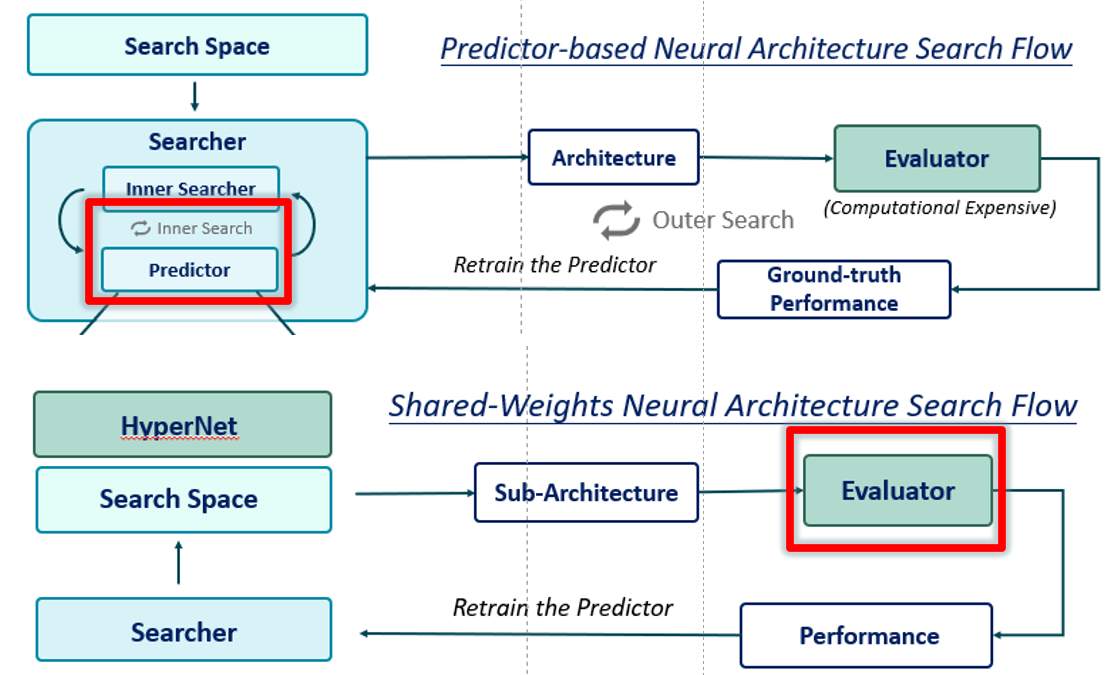 Search Space
Predictor-based Neural Architecture Search Flow
Searcher
Inner Searcher
Inner Search
Predictor
Architecture
Evaluator
(Computational Expensive)
Outer Search
Retrain the Predictor
Ground-truth
Performance
Shared-Weights Neural Architecture Search Flow
HyperNet
Search Space
Sub-Architecture
Evaluator
Retrain the Predictor
Searcher
Performance